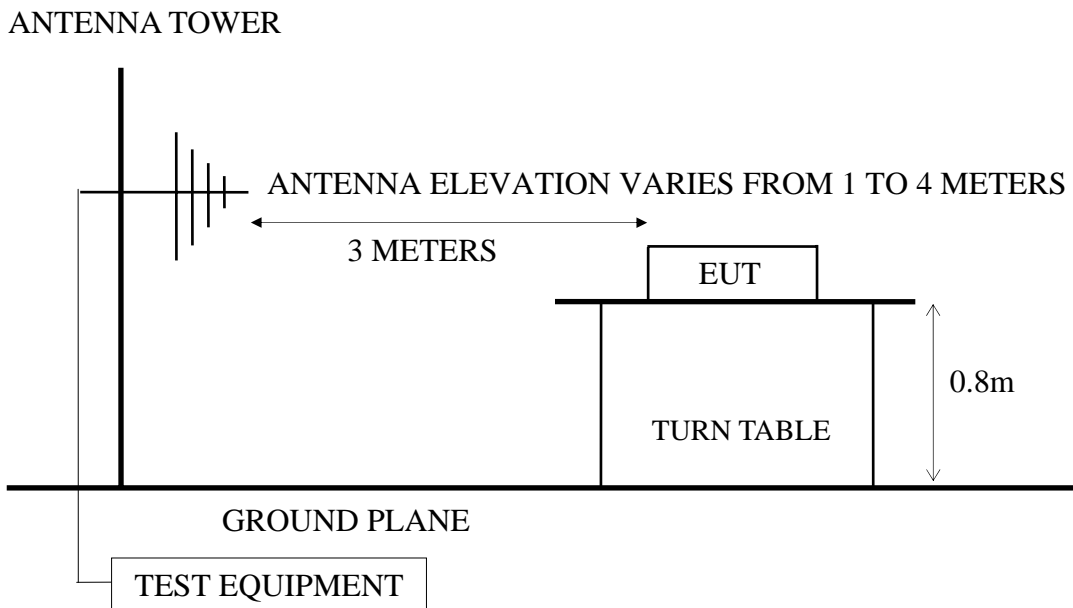 ANTENNA TOWER
ANTENNA ELEVATION VARIES FROM 1 TO 4 METERS
3 METERS
EUT
0.8m
TURN TABLE
GROUND PLANE
TEST EQUIPMENT